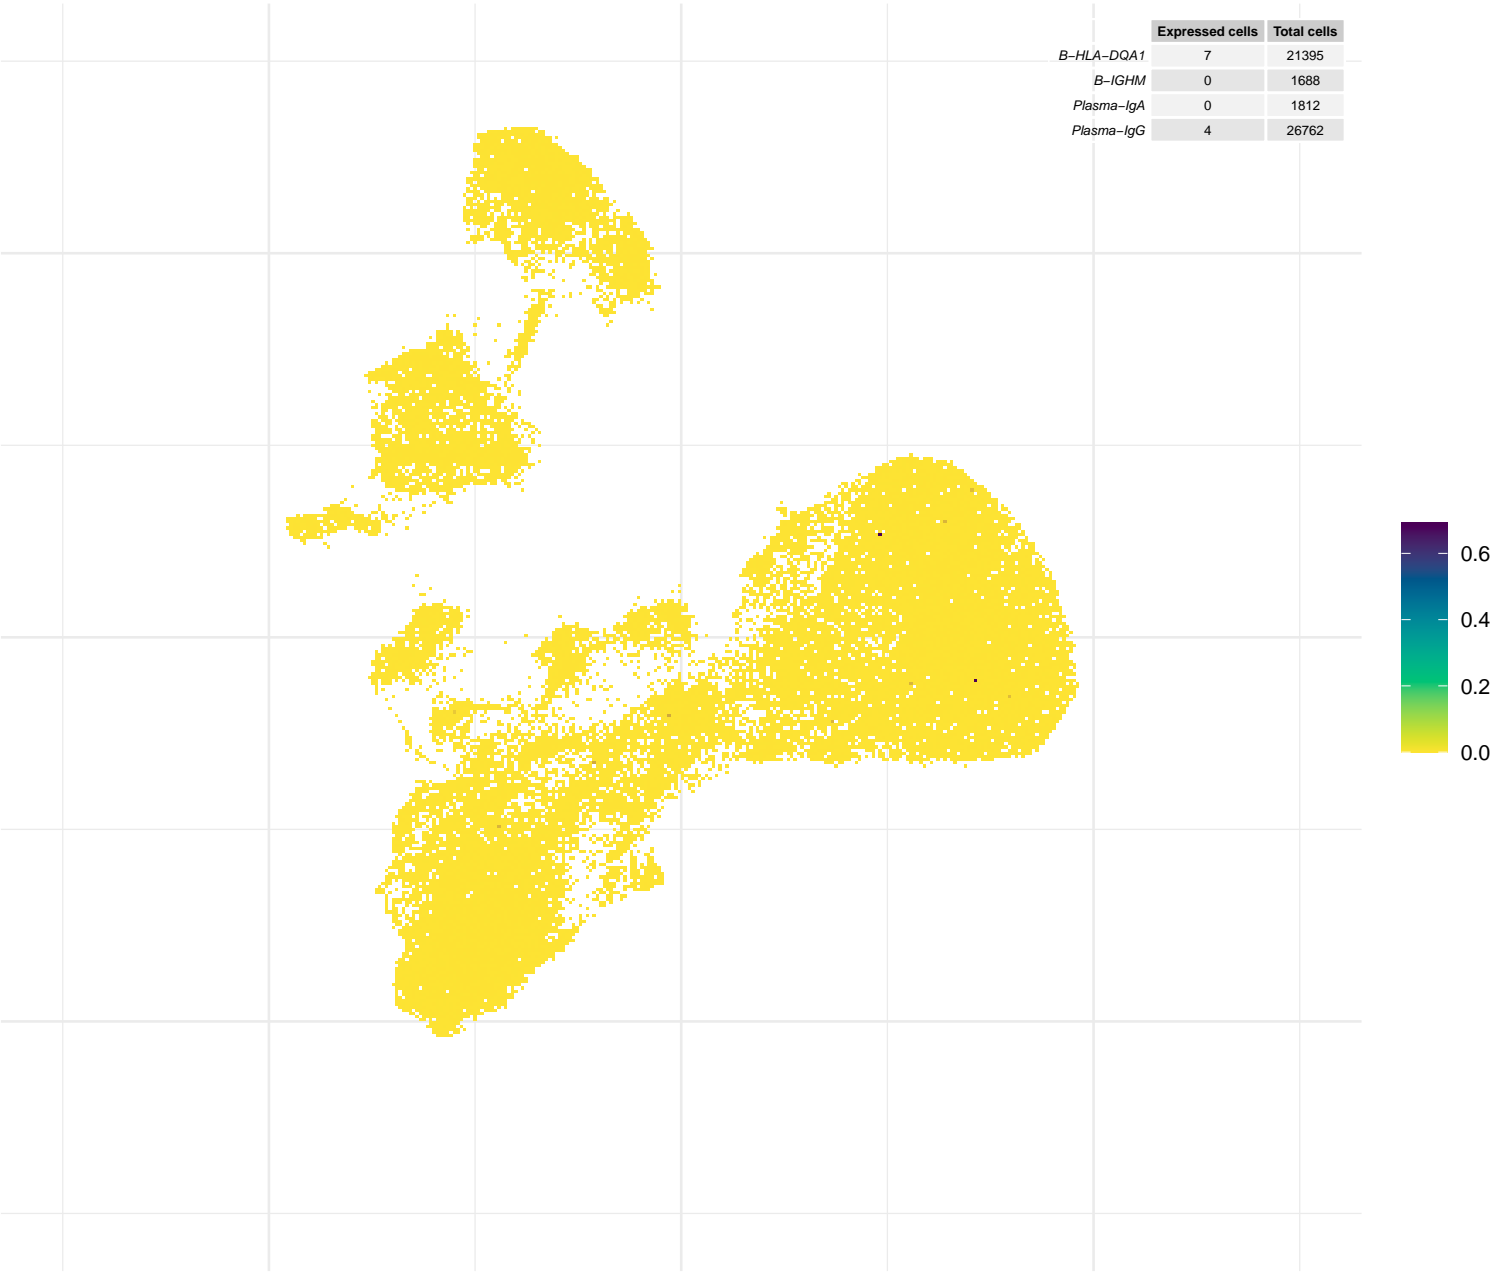 Expressed cells Total cells
B−HLA−DQA1 7 21395
B−IGHM 0 1688
Plasma−IgA 0 1812
Plasma−IgG 4 26762
0.6
0.4
0.2
0.0